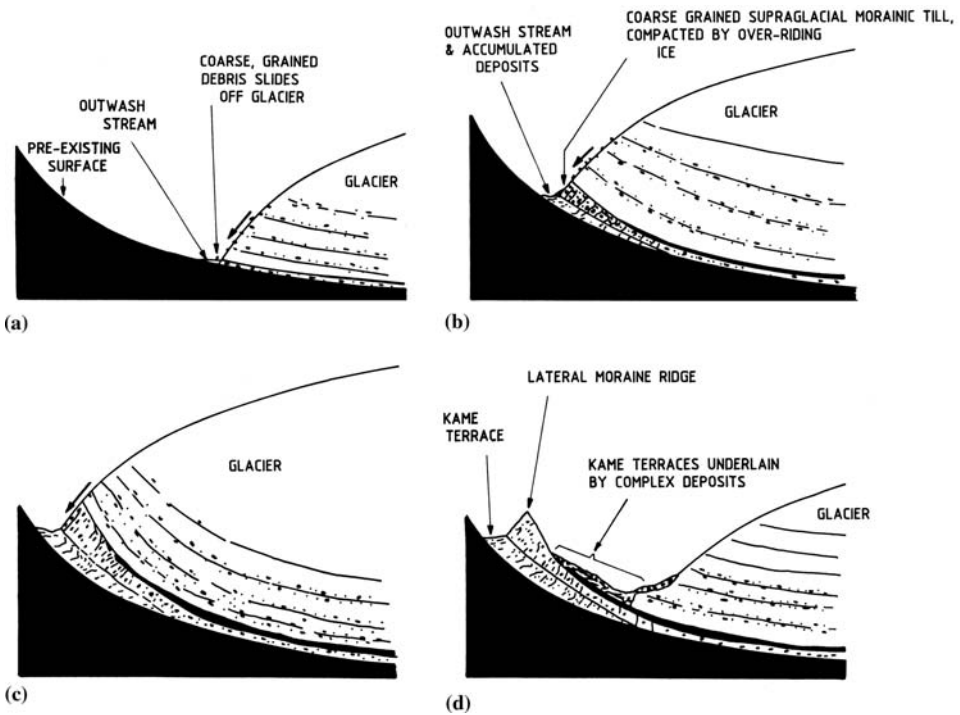 COARSE, GRAINED
DEBRIS SLIDES
OFF GLACIER
OUTWASH
STREAM
PRE-EXISTING
SURFACE
GLACIER
(a)
OUTWASH STREAM
& ACCUMULATED
DEPOSITS
COARSE GRAINED SUPRAGLACIAL MORAINIC TILL,
COMPACTED BY OVER-RIDING
ICE
GLACIER
(b)
GLACIER
(c)
LATERAL MORAINE RIDGE
KAME
TERRACE
KAME TERRACES UNDERLAIN
BY COMPLEX DEPOSITS
GLACIER
(d)